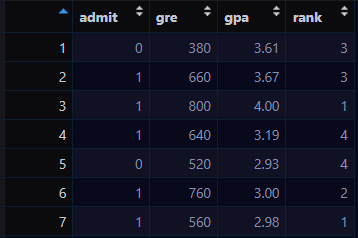 admit gre gpa rank
1 0 380 3.61 3
2 1 660 3.67 3
3 1 800 4.00 1
4 1 640 3.19 4
5 0 520 2.93 4
6 1 760 3.00 2
7 1 560 2.98 1